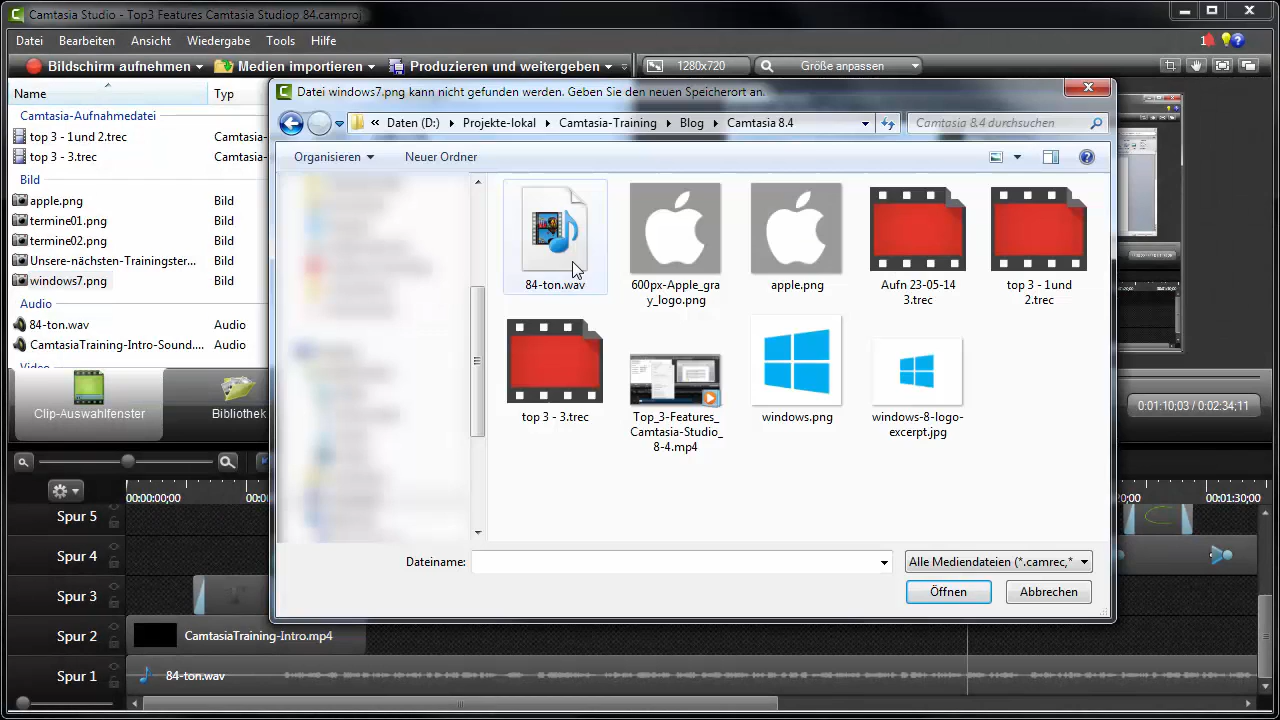 Camtasia Studio - Top3 Features Camtasia Studiop 84.camproj
Datei Bearbeiten Ansicht Wiedergabe Tools Hilfe
1
Bildschirm aufnehmen Medien importieren Produzieren und weitergeben 1280x720 Größe anpassen
Name Typ
Camtasia-Aufnahmedatei
top 3 - 1und 2.trec Camtasia-
top 3 - 3.trec Camtasia-
Bild
apple.png Bild
termine01.png Bild
termine02.png Bild
Unsere-nächsten-Trainingster... Bild
windows7.png Bild
Audio
84-ton.wav Audio
CamtasiaTraining-Intro-Sound.... Audio
Video
Clip-Auswahlfenster
Bibliothek
Datei windows7.png kann nicht gefunden werden. Geben Sie den neuen Speicherort an.
« Daten (D:) Projekte-lokal Camtasia-Training Blog Camtasia 8.4
Camtasia 8.4 durchsuchen
Organisieren Neuer Ordner
84-ton.wav
600px-Apple_gra
y_logo.png
apple.png
Aufn 23-05-14
3.trec
top 3 - 1und
2.trec
top 3 - 3.trec
Top_3-Features_
Camtasia-Studio_
8-4.mp4
windows.png
windows-8-logo-
excerpt.jpg
Dateiname: Alle Mediendateien (*.camrec,*
Öffnen Abbrechen
0:01:10;03 / 0:02:34;11
00:00:00;00 00:0 20;00 00:01:30;00
Spur 5
Spur 4
Spur 3
Spur 2 CamtasiaTraining-Intro.mp4
Spur 1 84-ton.wav